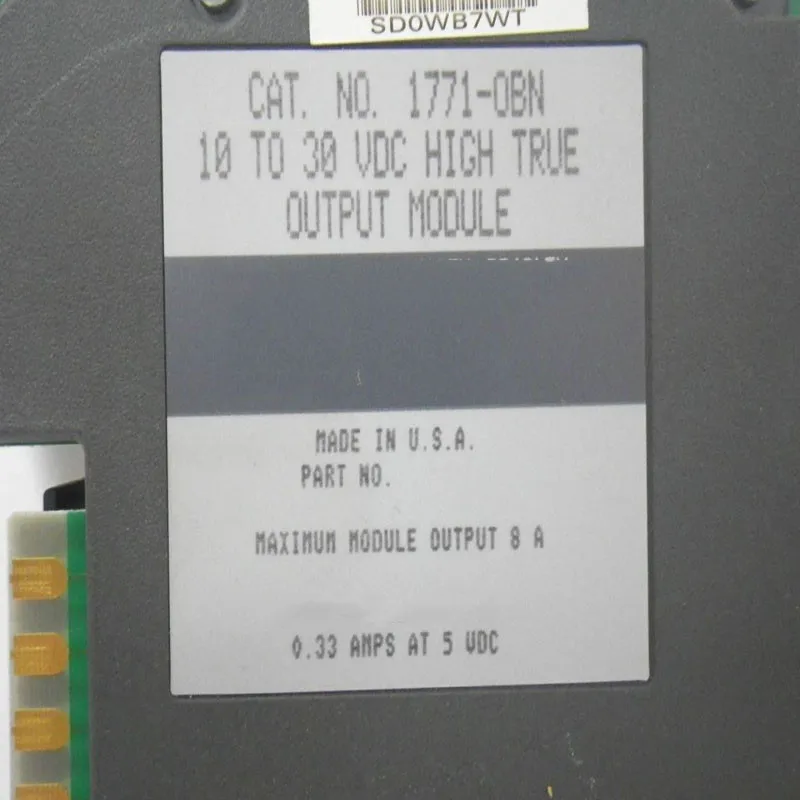 SD0WB7WT
CAT. NO. 1771-OBN
10 TO 30 VDC HIGH TRUE
OUTPUT MODULE
MADE IN U.S.A.
PART NO.
MAXIMUM MODULE OUTPUT 8 A
0.33 AMPS AT 5 VDC